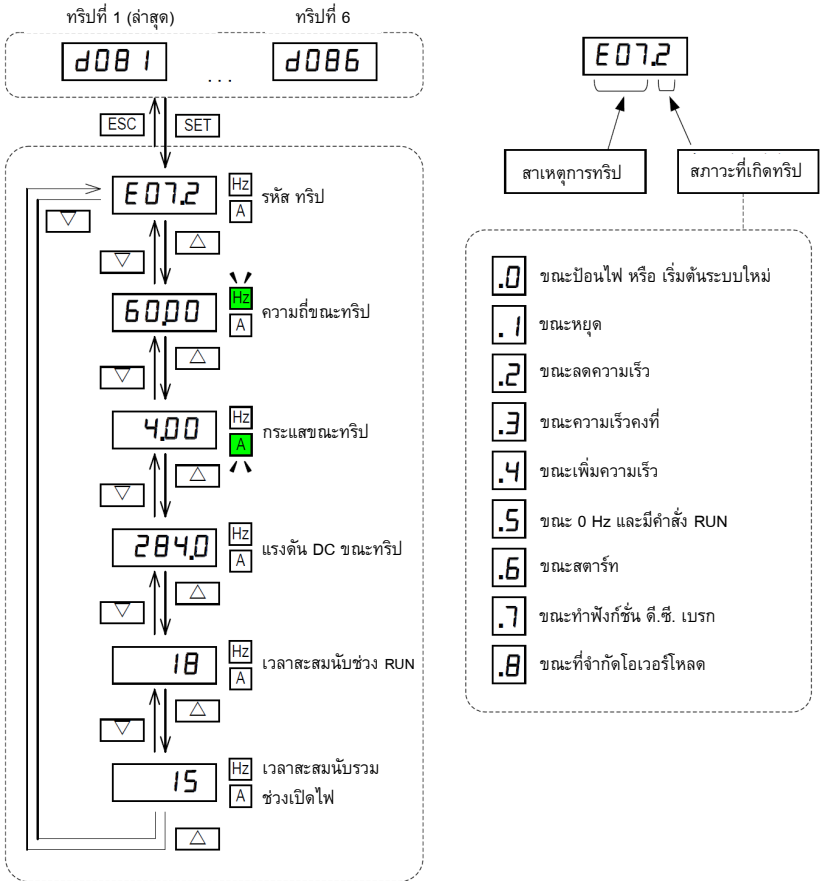 ทริปที่ 1 (ล่าสุด)
ทริปที่ 6
d081
...
d086
ESC
SET
E07.2
Hz
A
รหัส ทริป
▽
▽
△
60.00
Hz
A
ความถี่ขณะทริป
▽
△
4.00
Hz
A
กระแสขณะทริป
▽
△
284.0
Hz
A
แรงดัน DC ขณะทริป
▽
△
18
Hz
A
เวลาสะสมนับช่วง RUN
▽
△
15
Hz
A
เวลาสะสมนับรวม
ช่วงเปิดไฟ
△
E07.2
สาเหตุการทริป
สภาวะที่เกิดทริป
.0 ขณะป้อนไฟ หรือ เริ่มต้นระบบใหม่
.1 ขณะหยุด
.2 ขณะลดความเร็ว
.3 ขณะความเร็วคงที่
.4 ขณะเพิ่มความเร็ว
.5 ขณะ 0 Hz และมีคำสั่ง RUN
.6 ขณะสตาร์ท
.7 ขณะทำฟังก์ชั่น ดี.ซี. เบรก
.8 ขณะที่จำกัดโอเวอร์โหลด